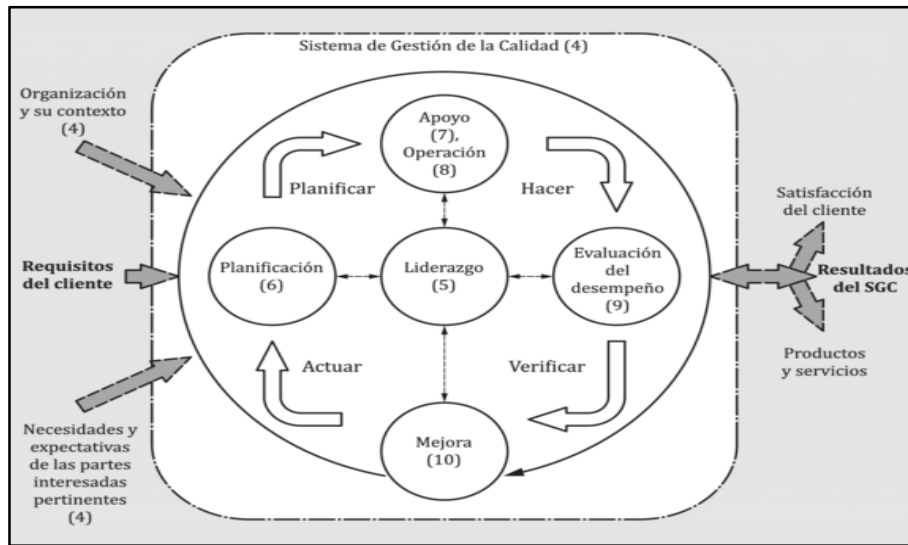 Sistema de Gestión de la Calidad (4)
Organización
y su contexto
(4)
Requisitos
del cliente
Necesidades y
expectativas
de las partes
interesadas
pertinentes
(4)
Apoyo
(7),
Operación
(8)
Planificar
Hacer
Planificación
(6)
Liderazgo
(5)
Evaluación
del
desempeño
(9)
Actuar
Verificar
Mejora
(10)
Satisfacción
del cliente
Resultados
del SGC
Productos
y servicios